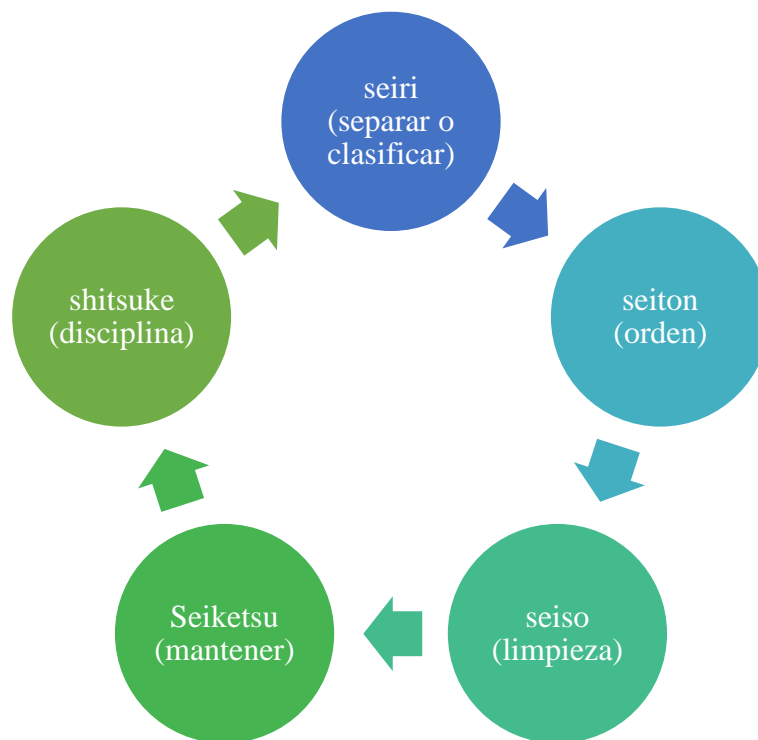 seiri
(separar o
clasificar)
seiton
(orden)
seiso
(limpieza)
Seiketsu
(mantener)
shitsuke
(disciplina)